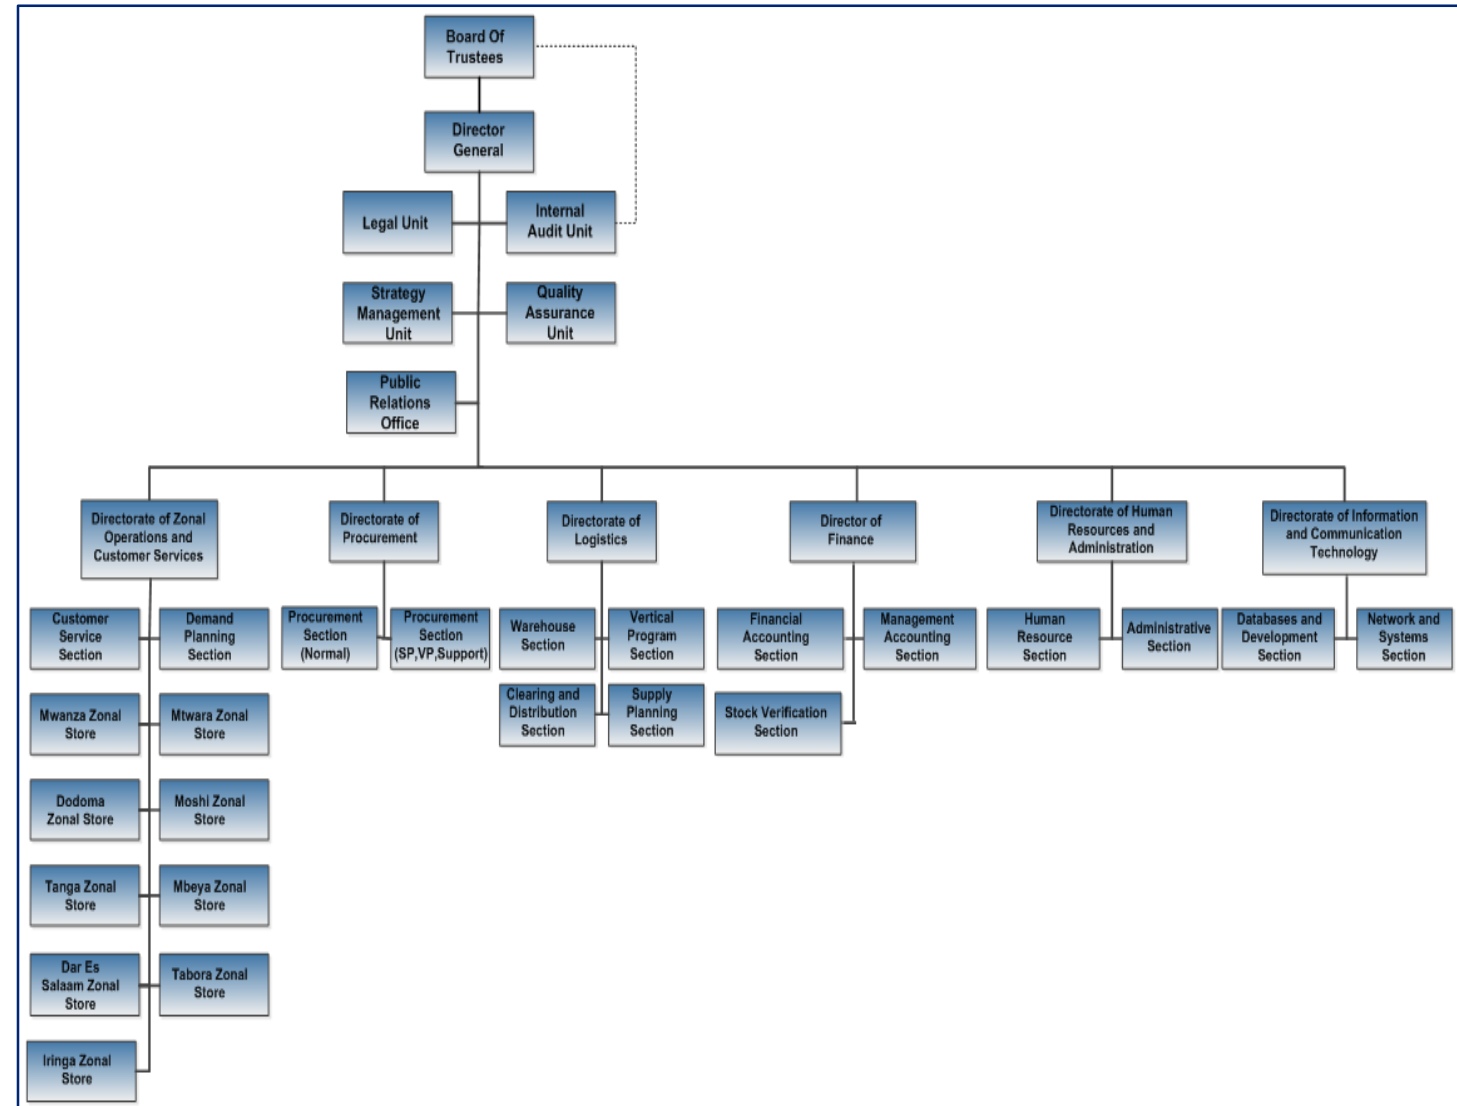 Board Of
Trustees
Director
General
Legal Unit
Internal
Audit Unit
Strategy
Management
Unit
Quality
Assurance
Unit
Public
Relations
Office
Directorate of Zonal
Operations and
Customer Services
Directorate of
Procurement
Directorate of
Logistics
Director of
Finance
Directorate of Human
Resources and
Administration
Directorate of Information
and Communication
Technology
Customer
Service
Section
Demand
Planning
Section
Procurement
Section
(Normal)
Procurement
Section
(SP,VP,Support)
Warehouse
Section
Vertical
Program
Section
Financial
Accounting
Section
Management
Accounting
Section
Human
Resource
Section
Administrative
Section
Databases and
Development
Section
Network and
Systems
Section
Mwanza Zonal
Store
Mtwara Zonal
Store
Clearing and
Distribution
Section
Supply
Planning
Section
Stock Verification
Section
Dodoma
Zonal Store
Moshi Zonal
Store
Tanga Zonal
Store
Mbeya Zonal
Store
Dar Es
Salaam Zonal
Store
Tabora Zonal
Store
Iringa Zonal
Store